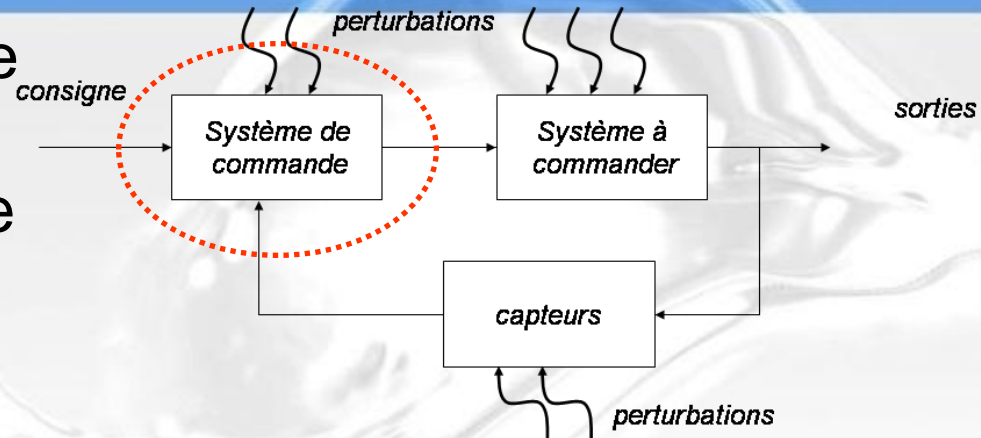 perturbations
e
consigne
Système de
commande
Système à
commander
sorties
e
capteurs
perturbations